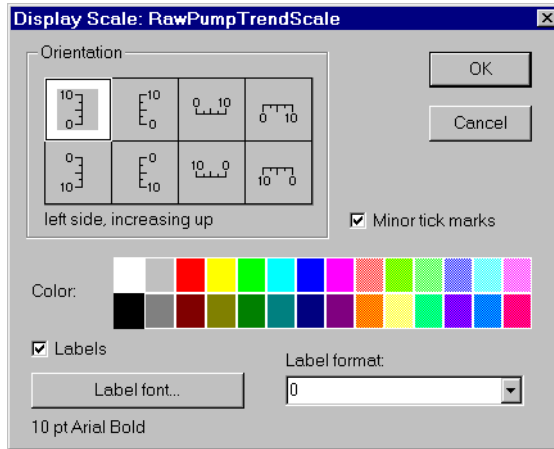 Display Scale: RawPumpTrendScale
Orientation
10 0
10 0
0 10
0 10
0 10
0 10
10 0
10 0
left side, increasing up
OK
Cancel
Minor tick marks
Color:
Labels
Label font...
10 pt Arial Bold
Label format:
0